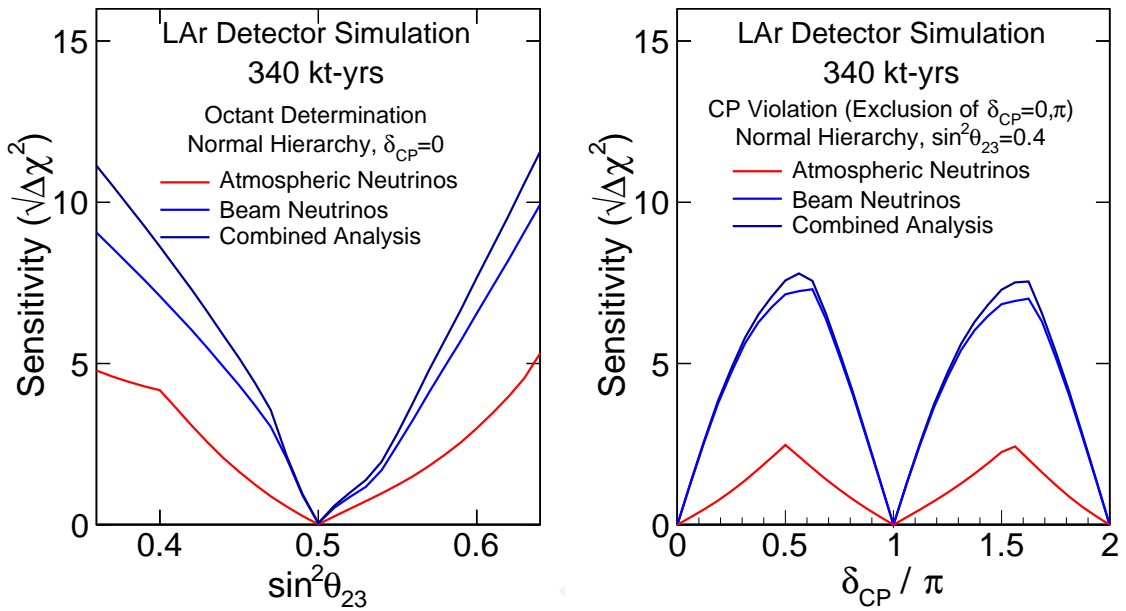 LAr Detector Simulation
340 kt-yrs
Octant Determination
Normal Hierarchy, δCP=0
Atmospheric Neutrinos
Beam Neutrinos
Combined Analysis
Sensitivity (√Δχ²)
15
10
5
0
0.4 0.5 0.6
sin²θ23
LAr Detector Simulation
340 kt-yrs
CP Violation (Exclusion of δCP=0,π)
Normal Hierarchy, sin²θ23=0.4
Atmospheric Neutrinos
Beam Neutrinos
Combined Analysis
Sensitivity (√Δχ²)
15
10
5
0
0 0.5 1 1.5 2
δCP / π